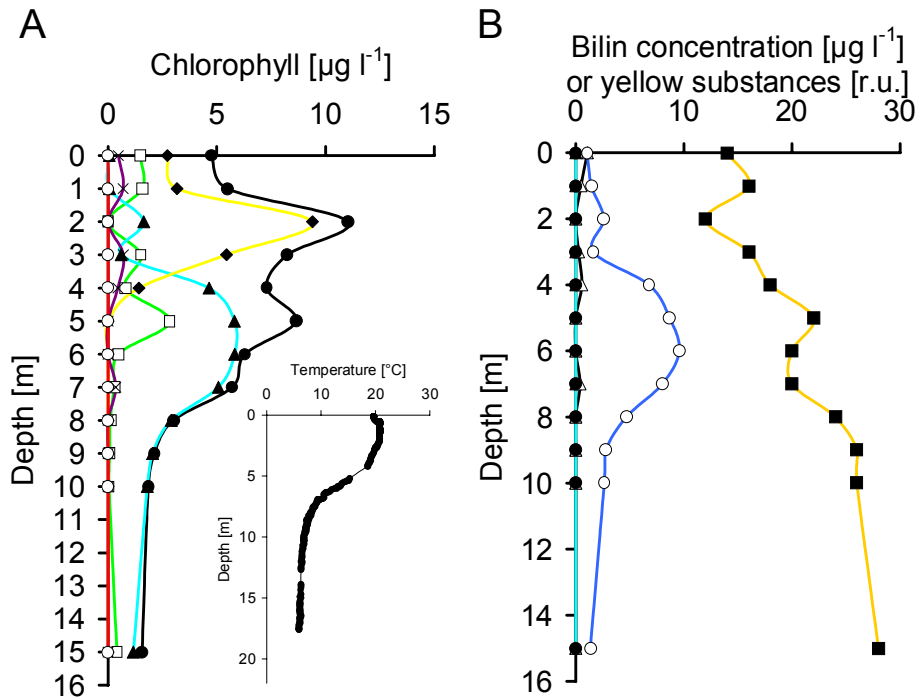 A
Chlorophyll [µg l-1]
0 5 10 15
Depth [m]
0
1
2
3
4
5
6
7
8
9
10
11
12
13
14
15
16
Temperature [°C]
0 10 20 30
Depth [m]
0
5
10
15
20
B
Bilin concentration [µg l-1]
or yellow substances [r.u.]
0 10 20 30
Depth [m]
0
2
4
6
8
10
12
14
16